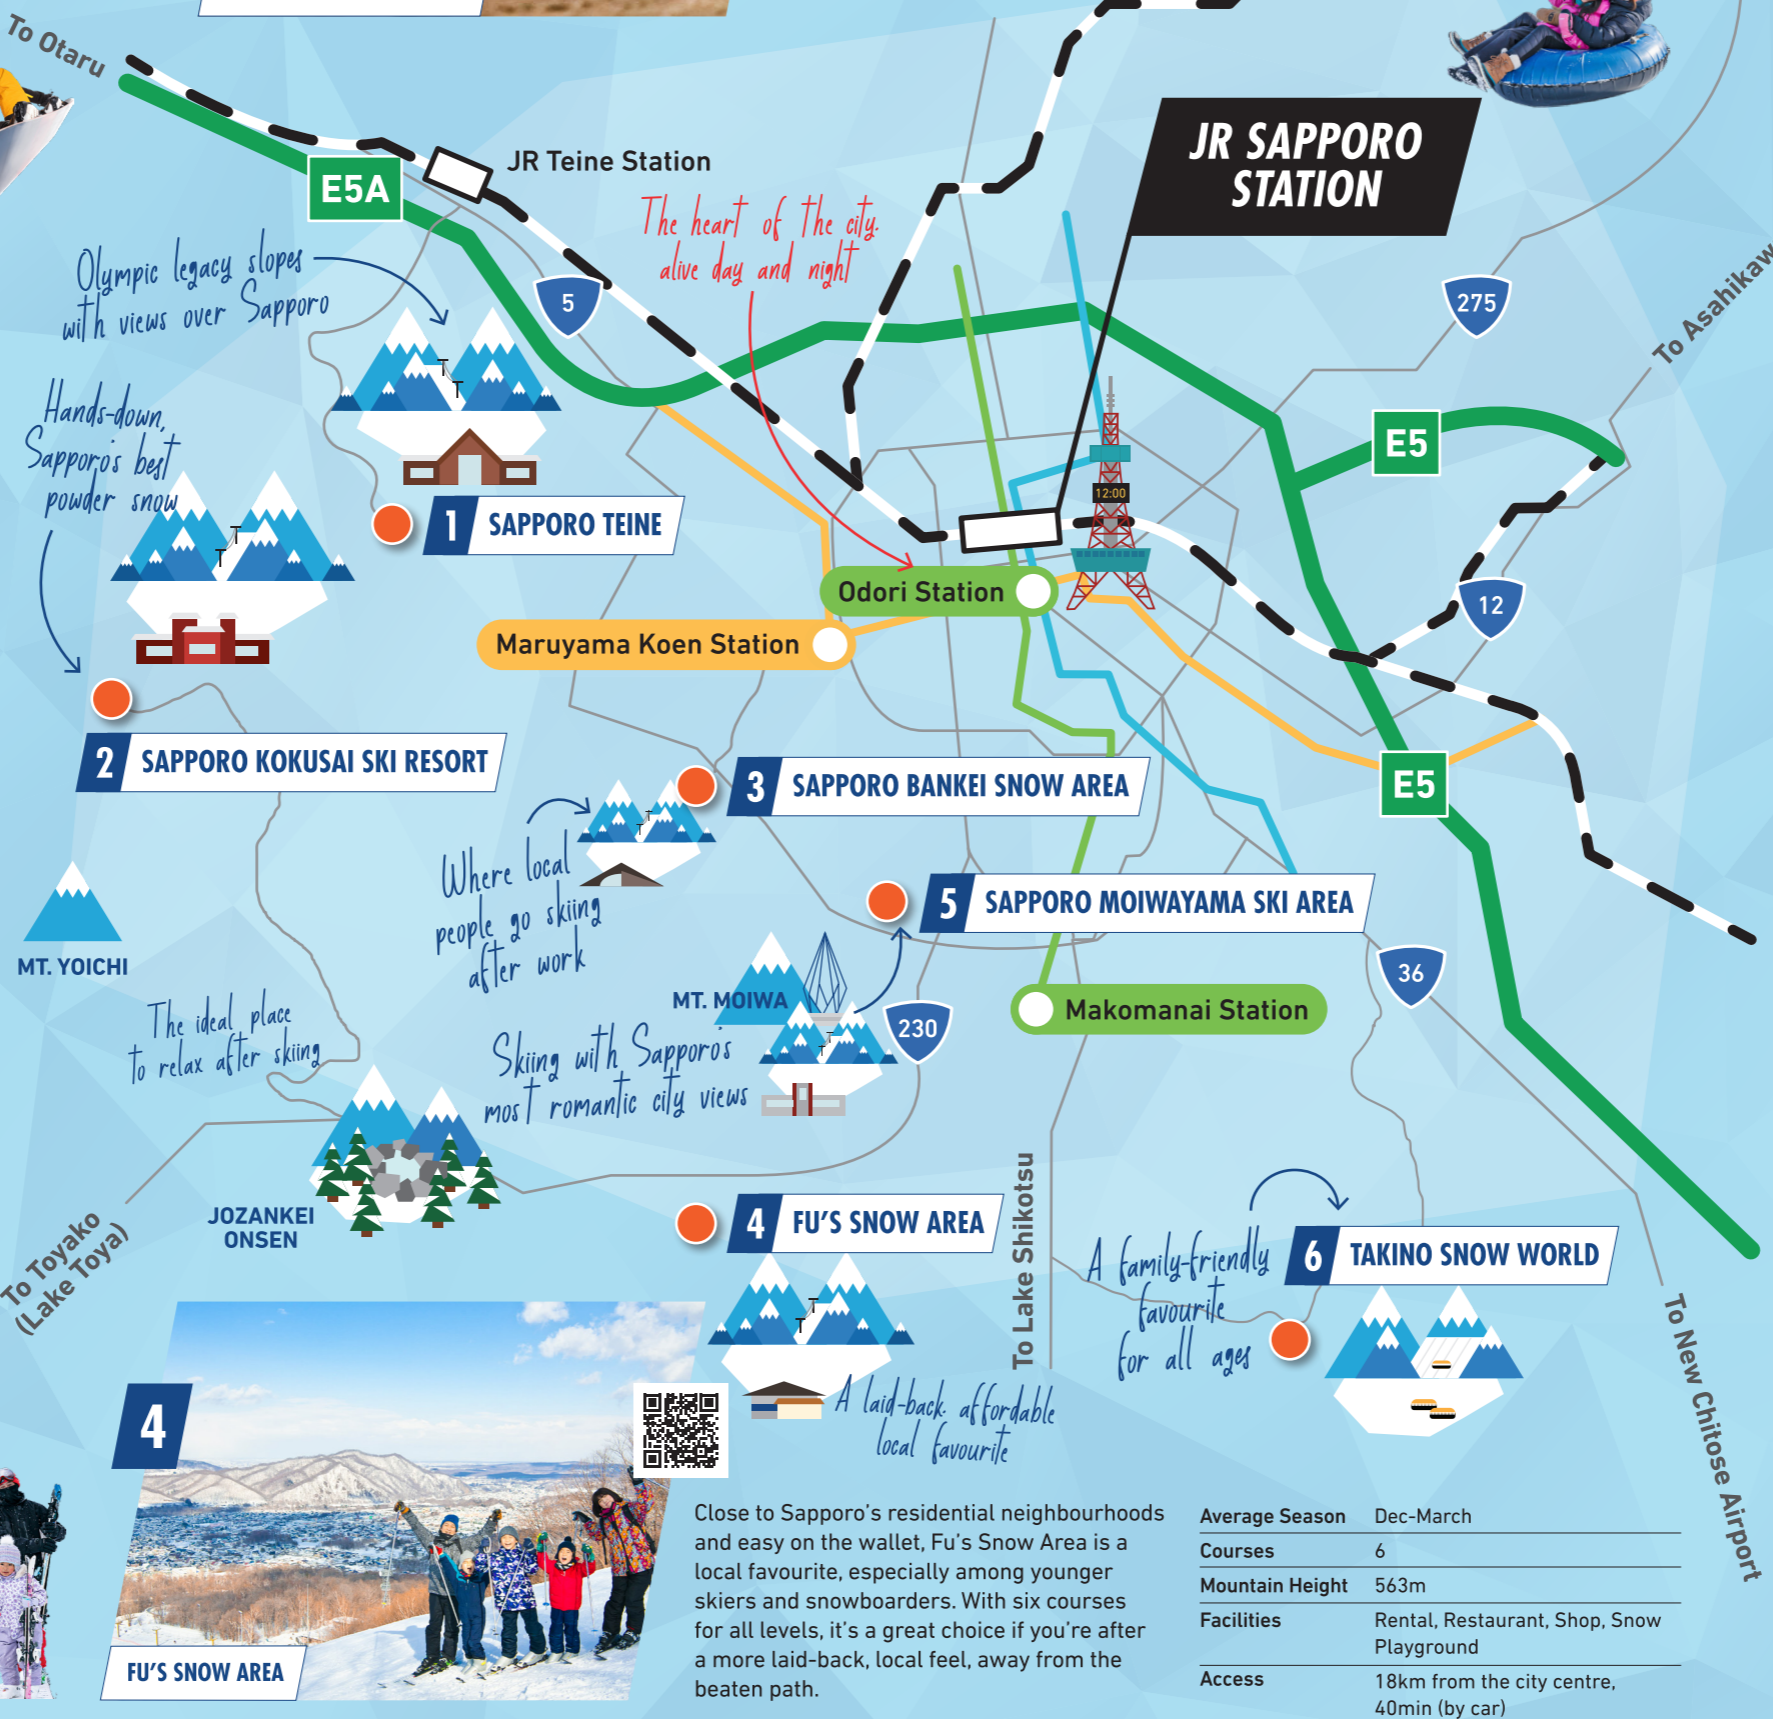 To Otaru
JR SAPPORO
STATION
JR Teine Station
E5A
The heart of the city.
alive day and night
Olympic legacy slopes
with views over Sapporo
5
275
To Asahikaw
Hands-down,
Sapporo's best
powder snow
E5
12:00
1 SAPPORO TEINE
Odori Station
12
Maruyama Koen Station
2 SAPPORO KOKUSAI SKI RESORT
3 SAPPORO BANKEI SNOW AREA
E5
Where local
people go skiing
after work
5 SAPPORO MOIWAYAMA SKI AREA
MT. YOICHI
36
MT. MOIWA
Makomanai Station
230
The ideal place
to relax after skiing
Skiing with Sapporo's
most romantic city views
JOZANKEI
ONSEN
To Toyako
(Lake Toya)
4 FU'S SNOW AREA
To Lake Shikotsu
A family-friendly
favourite
for all ages
6 TAKINO SNOW WORLD
To New Chitose Airport
A laid-back. affordable
local favourite
4
FU'S SNOW AREA
Close to Sapporo's residential neighbourhoods
and easy on the wallet, Fu's Snow Area is a
local favourite, especially among younger
skiers and snowboarders. With six courses
for all levels, it's a great choice if you're after
a more laid-back, local feel, away from the
beaten path.
Average Season Dec-March
Courses 6
Mountain Height 563m
Facilities Rental, Restaurant, Shop, Snow
Playground
Access 18km from the city centre,
40min (by car)